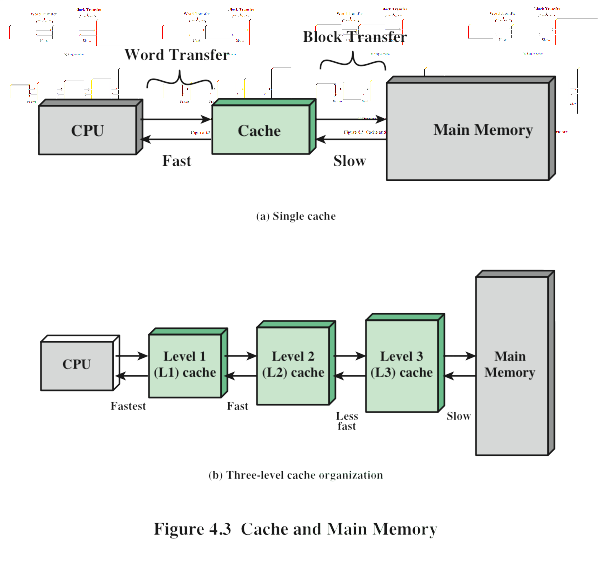 Block Transfer
Word Transfer
CPU
Cache
Main Memory
Fast
Slow
(a) Single cache
CPU
Level 1
(L1) cache
Level 2
(L2) cache
Level 3
(L3) cache
Main
Memory
Fastest
Fast
Less
fast
Slow
(b) Three-level cache organization
Figure 4.3 Cache and Main Memory